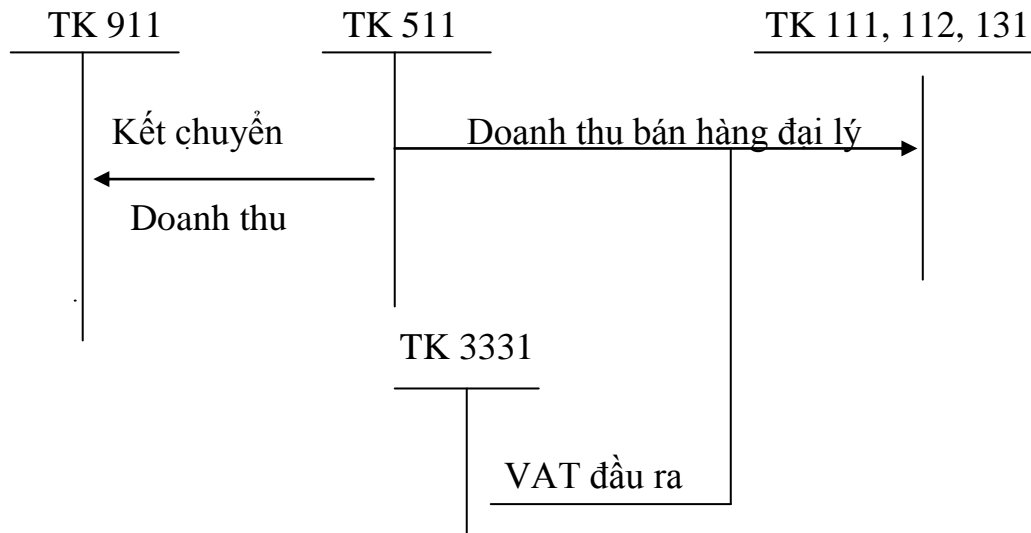 TK 911
TK 511
TK 111, 112, 131
Kết chuyển
Doanh thu bán hàng đại lý
Doanh thu
TK 3331
VAT đầu ra